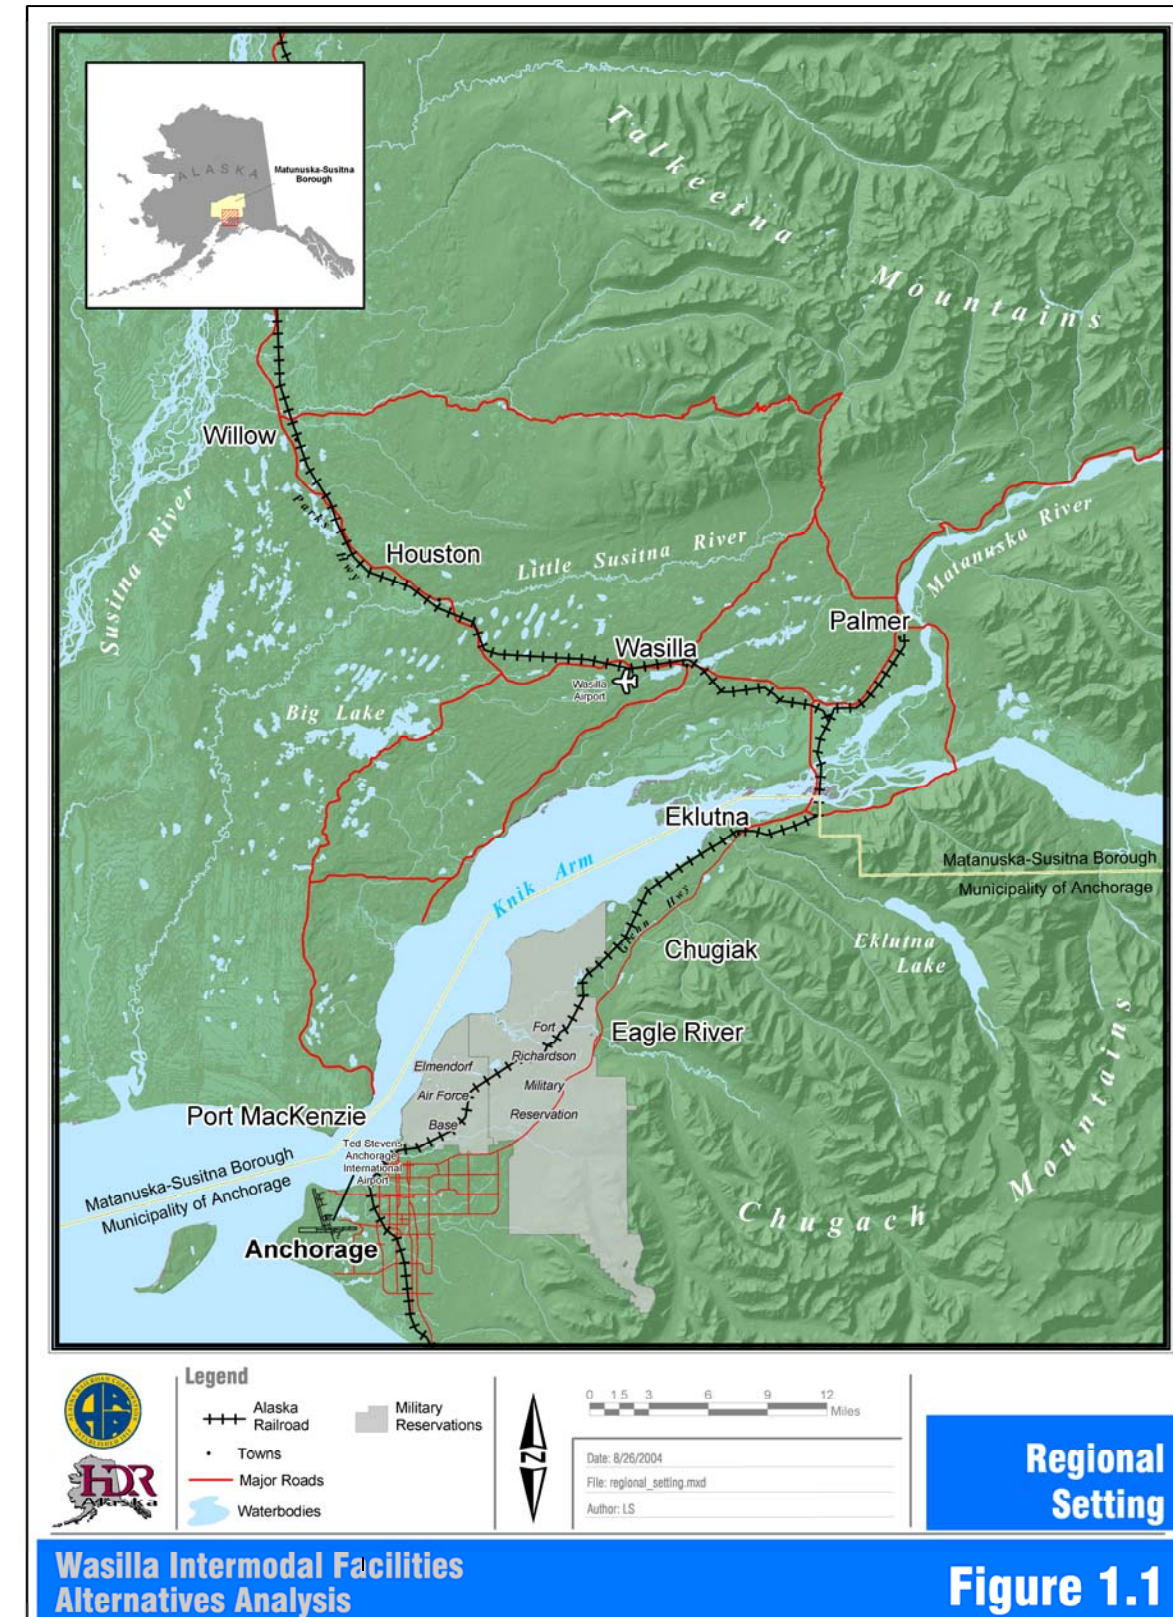 ALASKA
Matunuska-Susitna
Borough
Talkeetna
Mountains
Willow
Susitna River
Parks Hwy
Houston
Little Susitna River
Matanuska River
Palmer
Wasilla
Wasilla
Airport
Big Lake
Eklutna
Knik Arm
Matanuska-Susitna Borough
Municipality of Anchorage
Glenn Hwy
Chugiak
Eklutna
Lake
Eagle River
Fort
Richardson
Military
Reservation
Elmendorf
Air Force
Base
Port MacKenzie
Ted Stevens
Anchorage
International
Airport
Matanuska-Susitna Borough
Municipality of Anchorage
Anchorage
Chugach
Mountains
Legend
Alaska
Railroad
Military
Reservations
Towns
Major Roads
Waterbodies
HDR
Alaska
N
0 1.5 3 6 9 12
Miles
Date: 8/26/2004
File: regional_setting.mxd
Author: LS
Regional
Setting
Wasilla Intermodal Facilities
Alternatives Analysis
Figure 1.1